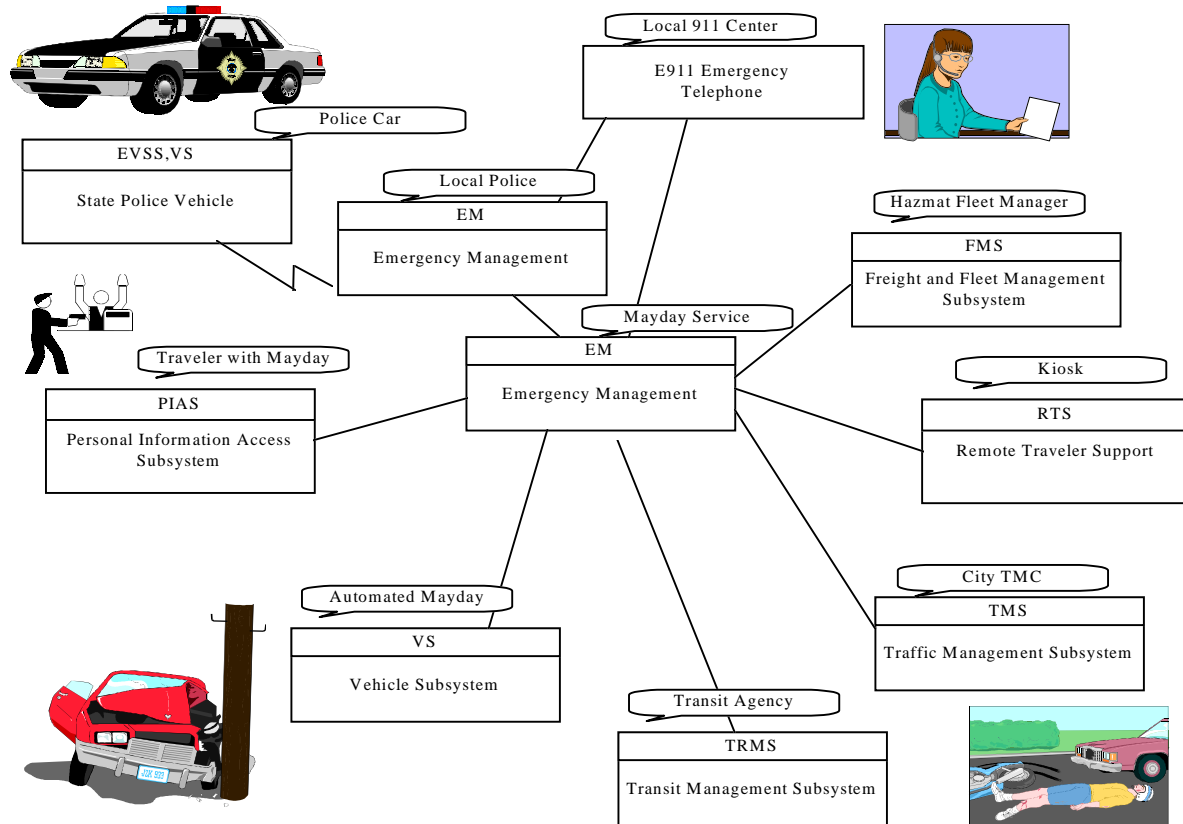 Local 911 Center
E911 Emergency
Telephone
Police Car
EVSS,VS
State Police Vehicle
Local Police
EM
Emergency Management
Hazmat Fleet Manager
FMS
Freight and Fleet Management
Subsystem
Mayday Service
EM
Emergency Management
Traveler with Mayday
PIAS
Personal Information Access
Subsystem
Kiosk
RTS
Remote Traveler Support
Automated Mayday
VS
Vehicle Subsystem
City TMC
TMS
Traffic Management Subsystem
Transit Agency
TRMS
Transit Management Subsystem